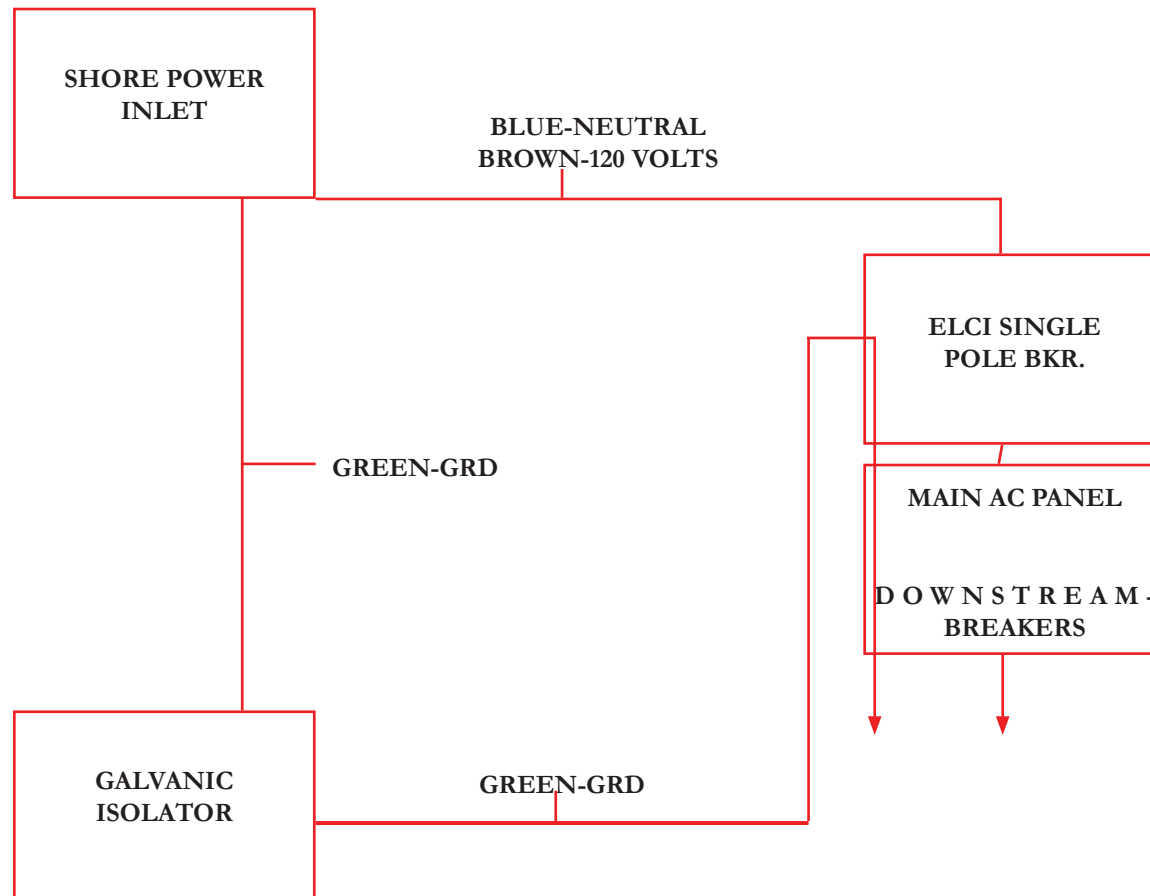 SHORE POWER
INLET
BLUE-NEUTRAL
BROWN-120 VOLTS
ELCI SINGLE
POLE BKR.
GREEN-GRD
MAIN AC PANEL
DOWNSTREAM-
BREAKERS
GALVANIC
ISOLATOR
GREEN-GRD